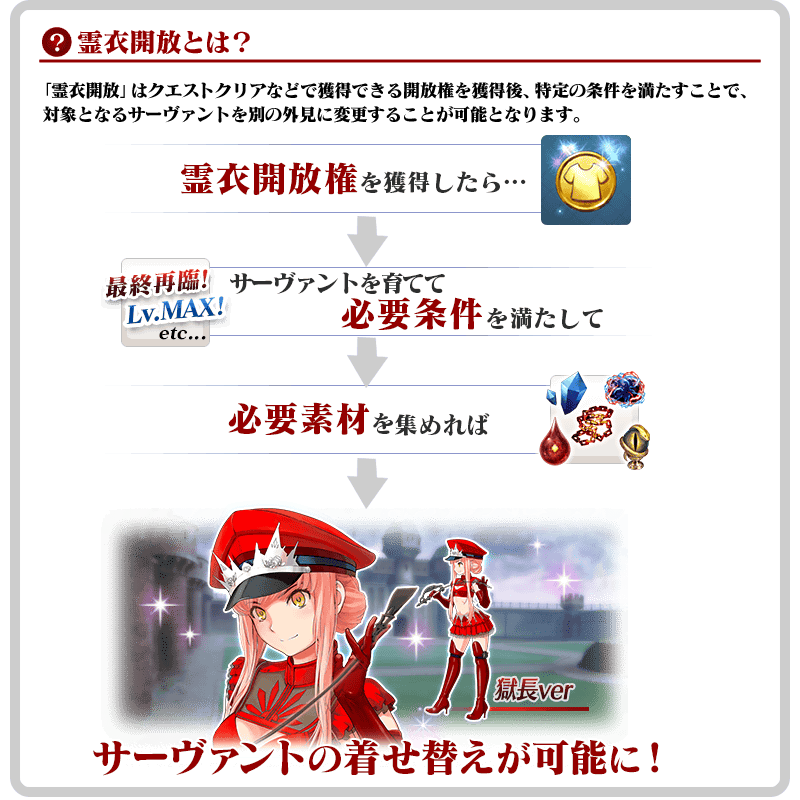 ? 霊衣開放とは?
「霊衣開放」はクエストクリアなどで獲得できる開放権を獲得後、特定の条件を満たすことで、
対象となるサーヴァントを別の外見に変更することが可能となります。
霊衣開放権を獲得したら…
最終再臨!
Lv.MAX!
etc...
サーヴァントを育てて
必要条件を満たして
必要素材を集めれば
獄長ver
サーヴァントの着せ替えが可能に!